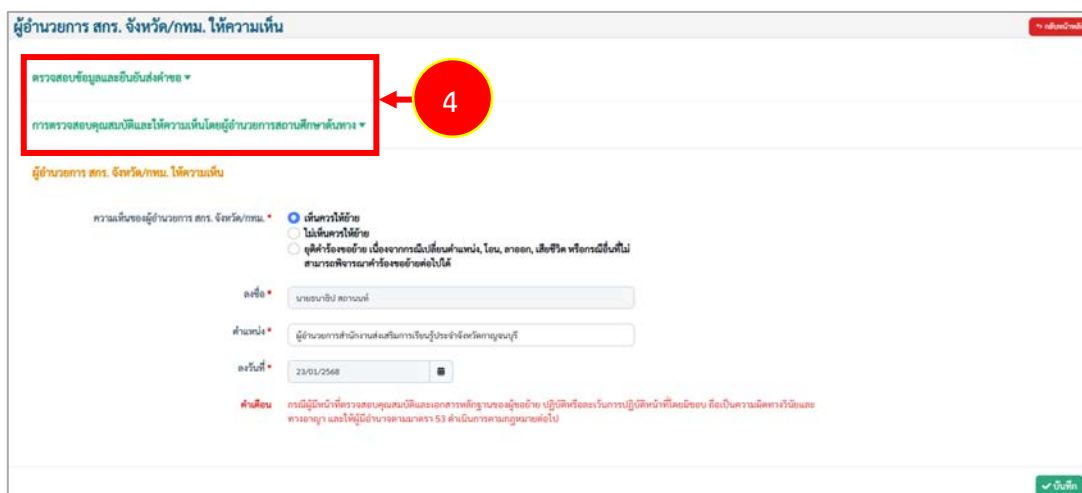 ผู้อำนวยการ สกร. จังหวัด/กทม. ให้ความเห็น
กลับหน้าหลัก
ตรวจสอบข้อมูลและยืนยันส่งคำขอ
4
การตรวจสอบคุณสมบัติและให้ความเห็นโดยผู้อำนวยการสถานศึกษาต้นทาง
ผู้อำนวยการ สกร. จังหวัด/กทม. ให้ความเห็น
ความเห็นของผู้อำนวยการ สกร. จังหวัด/กทม. * เห็นควรให้ย้าย
ไม่เห็นควรให้ย้าย
ยุติคำร้องขอย้าย เนื่องจากกรณีเปลี่ยนตำแหน่ง, โอน, ลาออก, เสียชีวิต หรือกรณีอื่นที่ไม่
สามารถพิจารณาคำร้องขอย้ายต่อไปได้
ลงชื่อ * นายธนาธิป สถานนท์
ตำแหน่ง * ผู้อำนวยการสำนักงานส่งเสริมการเรียนรู้ประจำจังหวัดกาญจนบุรี
ลงวันที่ * 23/01/2568
คำเตือน กรณีผู้มีหน้าที่ตรวจสอบคุณสมบัติและเอกสารหลักฐานของผู้ขอย้าย ปฏิบัติหรือละเว้นการปฏิบัติหน้าที่โดยมิชอบ ถือเป็นความผิดทางวินัยและ
ทางอาญา และให้ผู้มีอำนาจตามมาตรา 53 ดำเนินการตามกฎหมายต่อไป
บันทึก